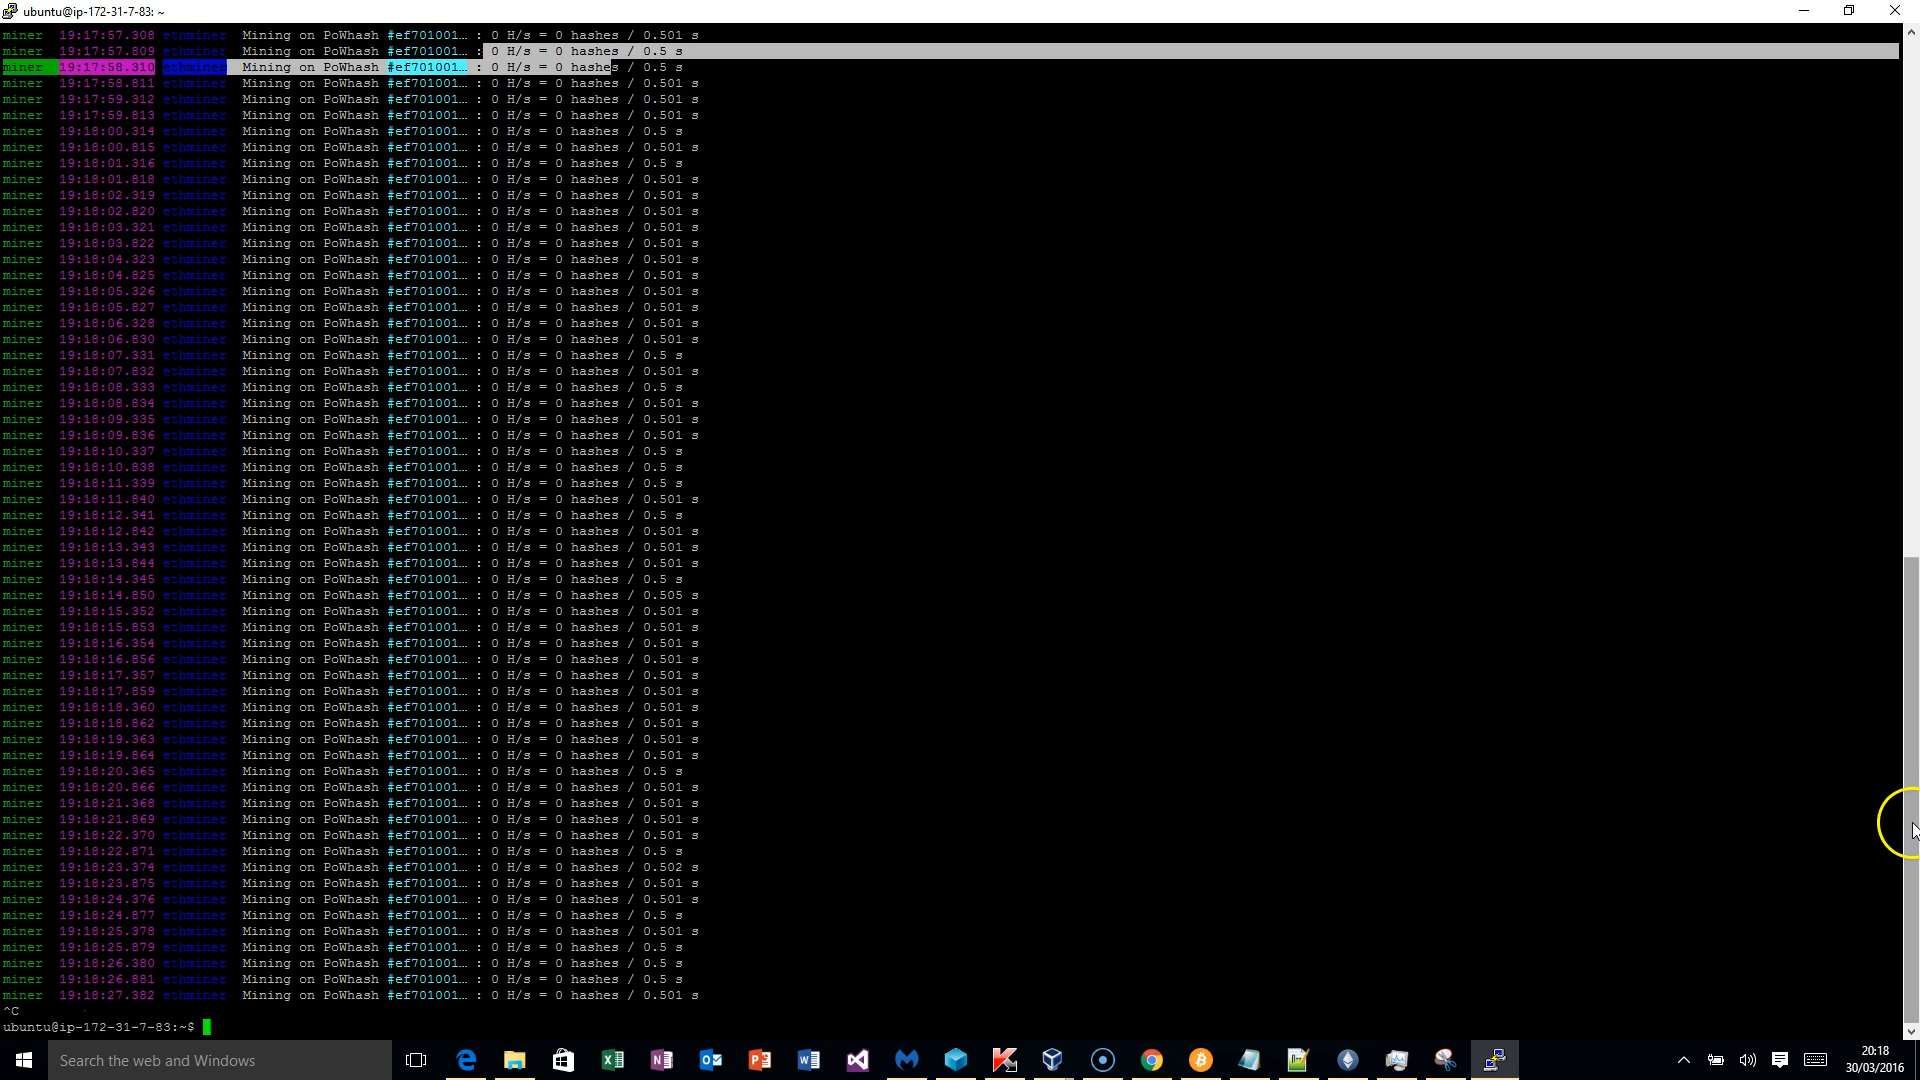 ubuntu@ip-172-31-7-83: ~
miner 19:17:57.308 ethminer Mining on PoWhash #ef701001… : 0 H/s = 0 hashes / 0.501 s
miner 19:17:57.809 ethminer Mining on PoWhash #ef701001… : 0 H/s = 0 hashes / 0.5 s
miner 19:17:58.310 ethminer Mining on PoWhash #ef701001… : 0 H/s = 0 hashes / 0.5 s
miner 19:17:58.811 ethminer Mining on PoWhash #ef701001… : 0 H/s = 0 hashes / 0.501 s
miner 19:17:59.312 ethminer Mining on PoWhash #ef701001… : 0 H/s = 0 hashes / 0.501 s
miner 19:17:59.813 ethminer Mining on PoWhash #ef701001… : 0 H/s = 0 hashes / 0.501 s
miner 19:18:00.314 ethminer Mining on PoWhash #ef701001… : 0 H/s = 0 hashes / 0.5 s
miner 19:18:00.815 ethminer Mining on PoWhash #ef701001… : 0 H/s = 0 hashes / 0.501 s
miner 19:18:01.316 ethminer Mining on PoWhash #ef701001… : 0 H/s = 0 hashes / 0.5 s
miner 19:18:01.818 ethminer Mining on PoWhash #ef701001… : 0 H/s = 0 hashes / 0.501 s
miner 19:18:02.319 ethminer Mining on PoWhash #ef701001… : 0 H/s = 0 hashes / 0.501 s
miner 19:18:02.820 ethminer Mining on PoWhash #ef701001… : 0 H/s = 0 hashes / 0.501 s
miner 19:18:03.321 ethminer Mining on PoWhash #ef701001… : 0 H/s = 0 hashes / 0.501 s
miner 19:18:03.822 ethminer Mining on PoWhash #ef701001… : 0 H/s = 0 hashes / 0.501 s
miner 19:18:04.323 ethminer Mining on PoWhash #ef701001… : 0 H/s = 0 hashes / 0.501 s
miner 19:18:04.825 ethminer Mining on PoWhash #ef701001… : 0 H/s = 0 hashes / 0.501 s
miner 19:18:05.326 ethminer Mining on PoWhash #ef701001… : 0 H/s = 0 hashes / 0.501 s
miner 19:18:05.827 ethminer Mining on PoWhash #ef701001… : 0 H/s = 0 hashes / 0.501 s
miner 19:18:06.328 ethminer Mining on PoWhash #ef701001… : 0 H/s = 0 hashes / 0.501 s
miner 19:18:06.830 ethminer Mining on PoWhash #ef701001… : 0 H/s = 0 hashes / 0.501 s
miner 19:18:07.331 ethminer Mining on PoWhash #ef701001… : 0 H/s = 0 hashes / 0.5 s
miner 19:18:07.832 ethminer Mining on PoWhash #ef701001… : 0 H/s = 0 hashes / 0.501 s
miner 19:18:08.333 ethminer Mining on PoWhash #ef701001… : 0 H/s = 0 hashes / 0.5 s
miner 19:18:08.834 ethminer Mining on PoWhash #ef701001… : 0 H/s = 0 hashes / 0.501 s
miner 19:18:09.335 ethminer Mining on PoWhash #ef701001… : 0 H/s = 0 hashes / 0.501 s
miner 19:18:09.836 ethminer Mining on PoWhash #ef701001… : 0 H/s = 0 hashes / 0.501 s
miner 19:18:10.337 ethminer Mining on PoWhash #ef701001… : 0 H/s = 0 hashes / 0.5 s
miner 19:18:10.838 ethminer Mining on PoWhash #ef701001… : 0 H/s = 0 hashes / 0.5 s
miner 19:18:11.339 ethminer Mining on PoWhash #ef701001… : 0 H/s = 0 hashes / 0.5 s
miner 19:18:11.840 ethminer Mining on PoWhash #ef701001… : 0 H/s = 0 hashes / 0.501 s
miner 19:18:12.341 ethminer Mining on PoWhash #ef701001… : 0 H/s = 0 hashes / 0.5 s
miner 19:18:12.842 ethminer Mining on PoWhash #ef701001… : 0 H/s = 0 hashes / 0.501 s
miner 19:18:13.343 ethminer Mining on PoWhash #ef701001… : 0 H/s = 0 hashes / 0.501 s
miner 19:18:13.844 ethminer Mining on PoWhash #ef701001… : 0 H/s = 0 hashes / 0.501 s
miner 19:18:14.345 ethminer Mining on PoWhash #ef701001… : 0 H/s = 0 hashes / 0.5 s
miner 19:18:14.850 ethminer Mining on PoWhash #ef701001… : 0 H/s = 0 hashes / 0.505 s
miner 19:18:15.352 ethminer Mining on PoWhash #ef701001… : 0 H/s = 0 hashes / 0.501 s
miner 19:18:15.853 ethminer Mining on PoWhash #ef701001… : 0 H/s = 0 hashes / 0.501 s
miner 19:18:16.354 ethminer Mining on PoWhash #ef701001… : 0 H/s = 0 hashes / 0.501 s
miner 19:18:16.856 ethminer Mining on PoWhash #ef701001… : 0 H/s = 0 hashes / 0.501 s
miner 19:18:17.357 ethminer Mining on PoWhash #ef701001… : 0 H/s = 0 hashes / 0.501 s
miner 19:18:17.859 ethminer Mining on PoWhash #ef701001… : 0 H/s = 0 hashes / 0.501 s
miner 19:18:18.360 ethminer Mining on PoWhash #ef701001… : 0 H/s = 0 hashes / 0.501 s
miner 19:18:18.862 ethminer Mining on PoWhash #ef701001… : 0 H/s = 0 hashes / 0.501 s
miner 19:18:19.363 ethminer Mining on PoWhash #ef701001… : 0 H/s = 0 hashes / 0.501 s
miner 19:18:19.864 ethminer Mining on PoWhash #ef701001… : 0 H/s = 0 hashes / 0.501 s
miner 19:18:20.365 ethminer Mining on PoWhash #ef701001… : 0 H/s = 0 hashes / 0.5 s
miner 19:18:20.866 ethminer Mining on PoWhash #ef701001… : 0 H/s = 0 hashes / 0.501 s
miner 19:18:21.368 ethminer Mining on PoWhash #ef701001… : 0 H/s = 0 hashes / 0.501 s
miner 19:18:21.869 ethminer Mining on PoWhash #ef701001… : 0 H/s = 0 hashes / 0.501 s
miner 19:18:22.370 ethminer Mining on PoWhash #ef701001… : 0 H/s = 0 hashes / 0.501 s
miner 19:18:22.871 ethminer Mining on PoWhash #ef701001… : 0 H/s = 0 hashes / 0.5 s
miner 19:18:23.374 ethminer Mining on PoWhash #ef701001… : 0 H/s = 0 hashes / 0.502 s
miner 19:18:23.875 ethminer Mining on PoWhash #ef701001… : 0 H/s = 0 hashes / 0.501 s
miner 19:18:24.376 ethminer Mining on PoWhash #ef701001… : 0 H/s = 0 hashes / 0.501 s
miner 19:18:24.877 ethminer Mining on PoWhash #ef701001… : 0 H/s = 0 hashes / 0.5 s
miner 19:18:25.378 ethminer Mining on PoWhash #ef701001… : 0 H/s = 0 hashes / 0.501 s
miner 19:18:25.879 ethminer Mining on PoWhash #ef701001… : 0 H/s = 0 hashes / 0.5 s
miner 19:18:26.380 ethminer Mining on PoWhash #ef701001… : 0 H/s = 0 hashes / 0.5 s
miner 19:18:26.881 ethminer Mining on PoWhash #ef701001… : 0 H/s = 0 hashes / 0.5 s
miner 19:18:27.382 ethminer Mining on PoWhash #ef701001… : 0 H/s = 0 hashes / 0.501 s
^C
ubuntu@ip-172-31-7-83:~$
Search the web and Windows
20:18
30/03/2016